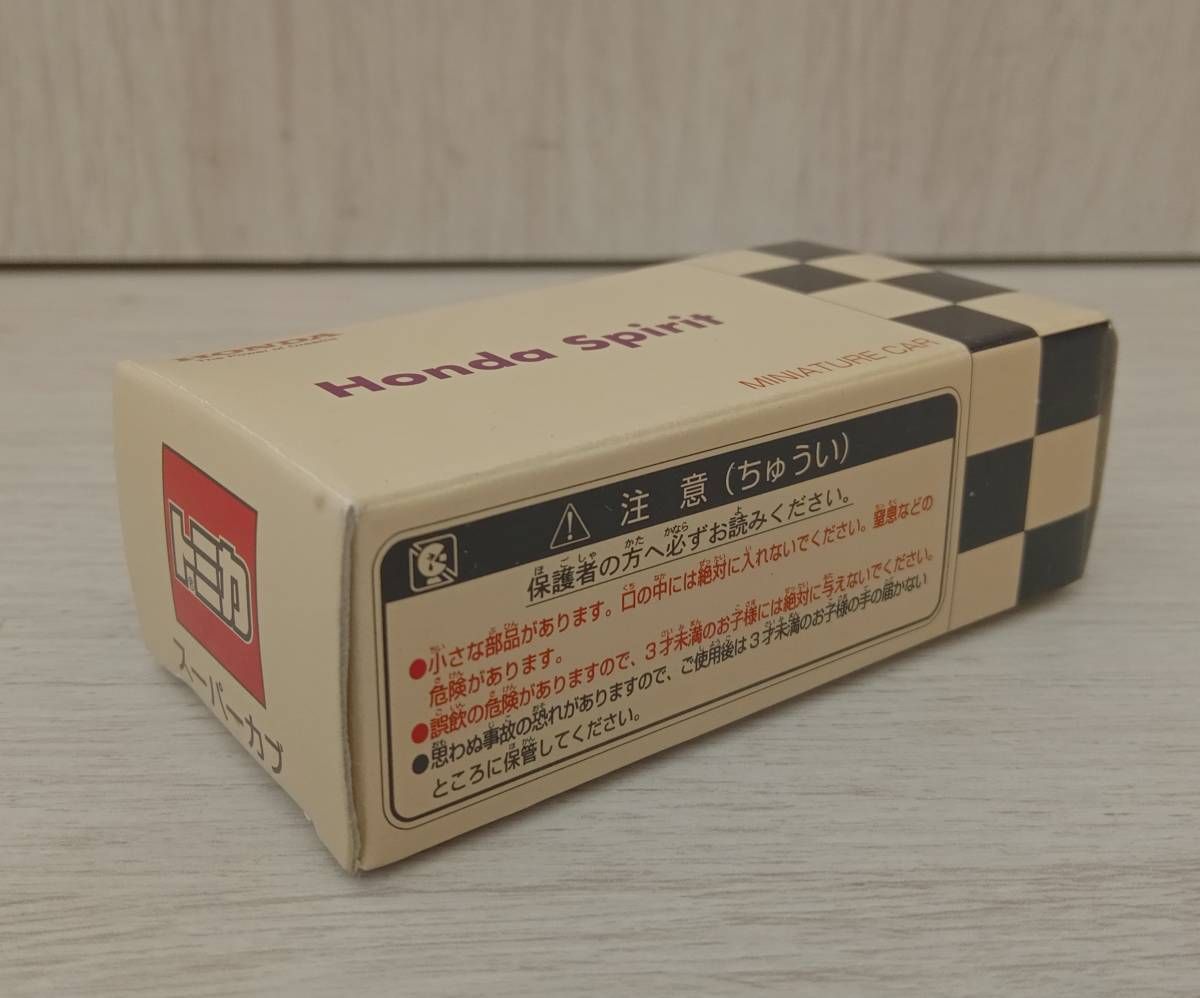 HONDA
The Power of Dreams
Honda Spirit
MINIATURE CAR
トミカ
スーパーカブ
注 意 (ちゅうい)
保護者の方へ必ずお読みください。
●小さな部品があります。口の中には絶対に入れないでください。窒息などの
危険があります。
●誤飲の危険がありますので、3才未満のお子様には絶対に与えないでください。
●思わぬ事故の恐れがありますので、ご使用後は3才未満のお子様の手の届かない
ところに保管してください。